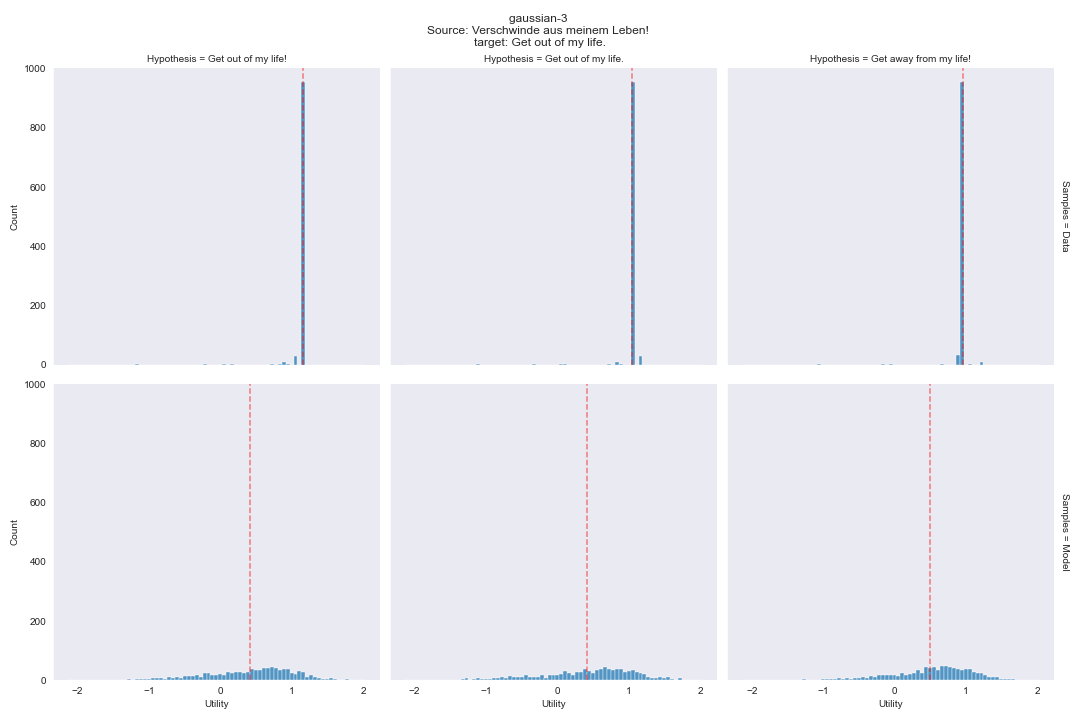 gaussian-3
Source: Verschwinde aus meinem Leben!
target: Get out of my life.
Hypothesis = Get out of my life!
Hypothesis = Get out of my life.
Hypothesis = Get away from my life!
1000
800
600
400
200
0
Count
Samples = Data
1000
800
600
400
200
0
Count
Samples = Model
−2 −1 0 1 2
−2 −1 0 1 2
−2 −1 0 1 2
Utility
Utility
Utility